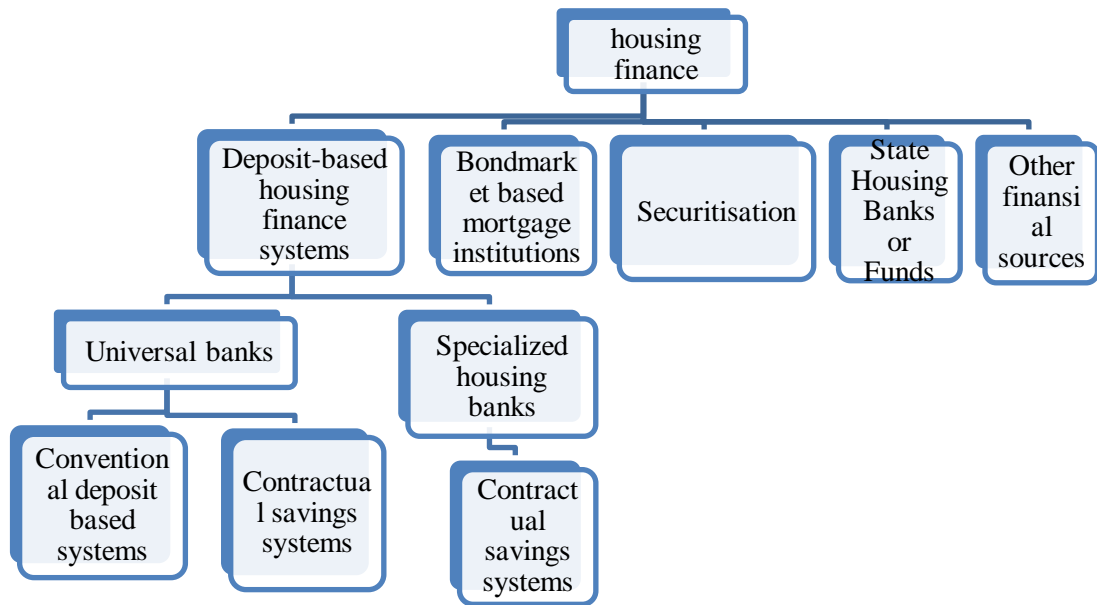 housing
finance
Deposit-based
housing
finance
systems
Bondmark
et based
mortgage
institutions
Securitisation
State
Housing
Banks
or
Funds
Other
finansi
al
sources
Universal banks
Specialized
housing
banks
Convention
al deposit
based
systems
Contractua
l savings
systems
Contract
ual
savings
systems